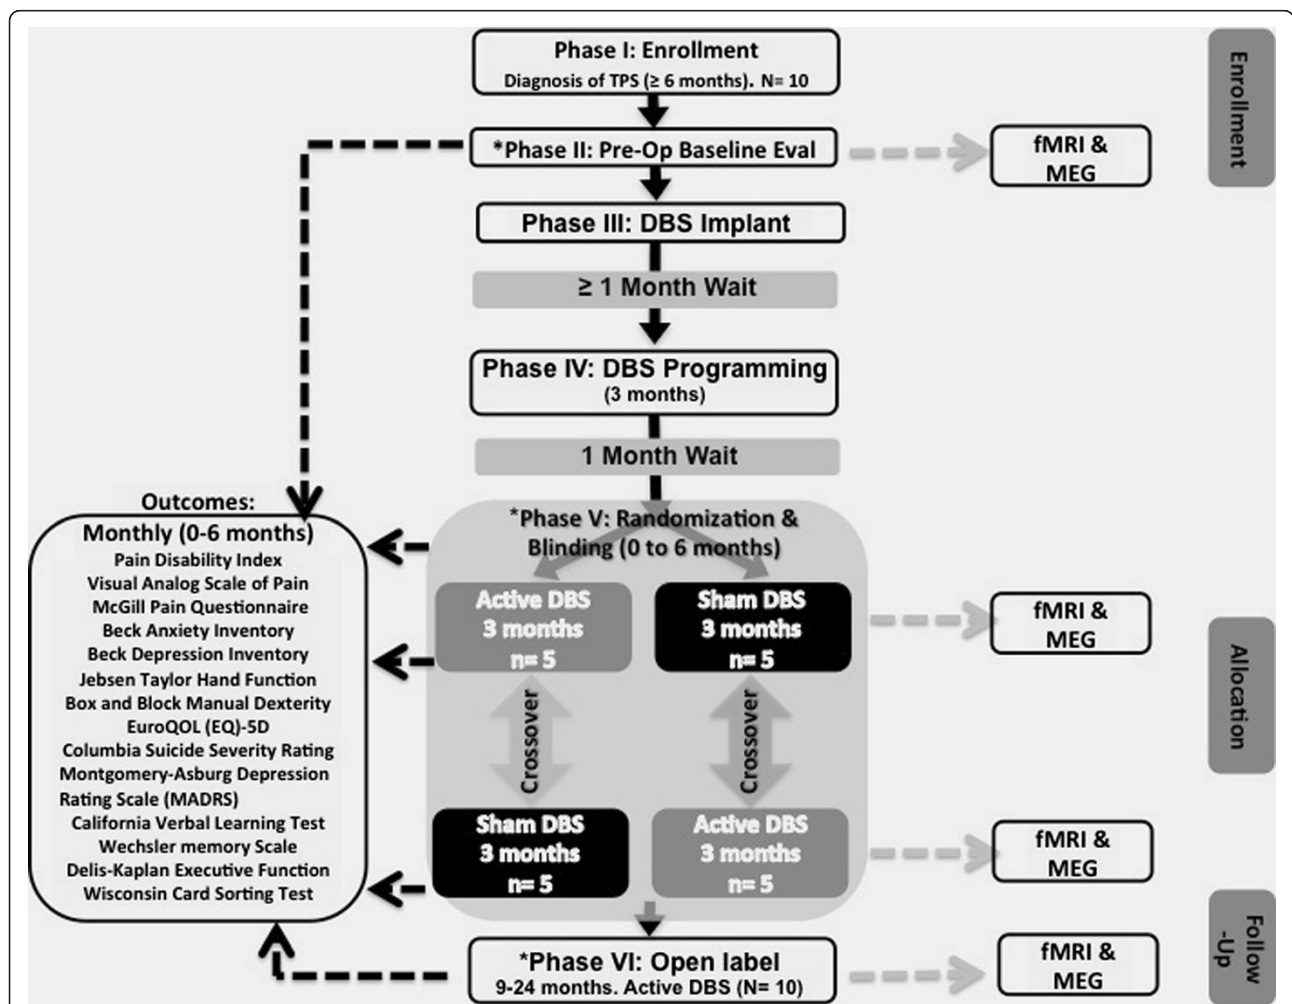 Phase I: Enrollment
Diagnosis of TPS (≥ 6 months). N= 10
Enrollment
*Phase II: Pre-Op Baseline Eval
fMRI &
MEG
Phase III: DBS Implant
≥ 1 Month Wait
Phase IV: DBS Programming
(3 months)
1 Month Wait
Outcomes:
Monthly (0-6 months)
Pain Disability Index
Visual Analog Scale of Pain
McGill Pain Questionnaire
Beck Anxiety Inventory
Beck Depression Inventory
Jebsen Taylor Hand Function
Box and Block Manual Dexterity
EuroQOL (EQ)-5D
Columbia Suicide Severity Rating
Montgomery-Asburg Depression
Rating Scale (MADRS)
California Verbal Learning Test
Wechsler memory Scale
Delis-Kaplan Executive Function
Wisconsin Card Sorting Test
*Phase V: Randomization &
Blinding (0 to 6 months)
Active DBS
3 months
n= 5
Sham DBS
3 months
n= 5
fMRI &
MEG
Allocation
Crossover
Crossover
Sham DBS
3 months
n= 5
Active DBS
3 months
n= 5
fMRI &
MEG
*Phase VI: Open label
9-24 months. Active DBS (N= 10)
fMRI &
MEG
Follow
-Up